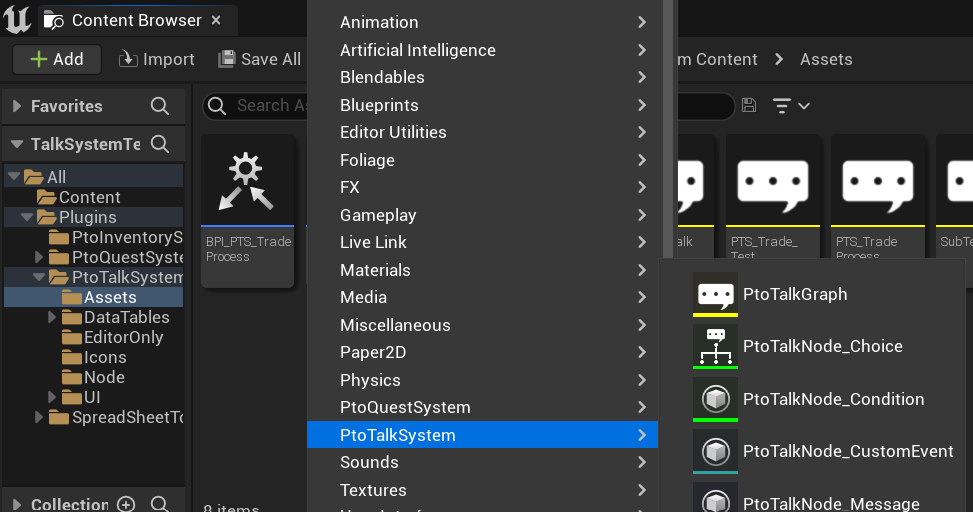 Content Browser
Add
Import
Save All
m Content
Assets
Favorites
Search As
TalkSystemTe
All
Content
Plugins
PtoInventoryS
PtoQuestSyste
PtoTalkSystem
Assets
DataTables
EditorOnly
Icons
Node
UI
SpreadSheetTo
Collection
BPI_PTS_Trade
Process
alk
PTS_Trade_
Test
PTS_Trade
Process
SubTe
8 items
Animation
Artificial Intelligence
Blendables
Blueprints
Editor Utilities
Foliage
FX
Gameplay
Live Link
Materials
Media
Miscellaneous
Paper2D
Physics
PtoQuestSystem
PtoTalkSystem
Sounds
Textures
PtoTalkGraph
PtoTalkNode_Choice
PtoTalkNode_Condition
PtoTalkNode_CustomEvent
PtoTalkNode_Message